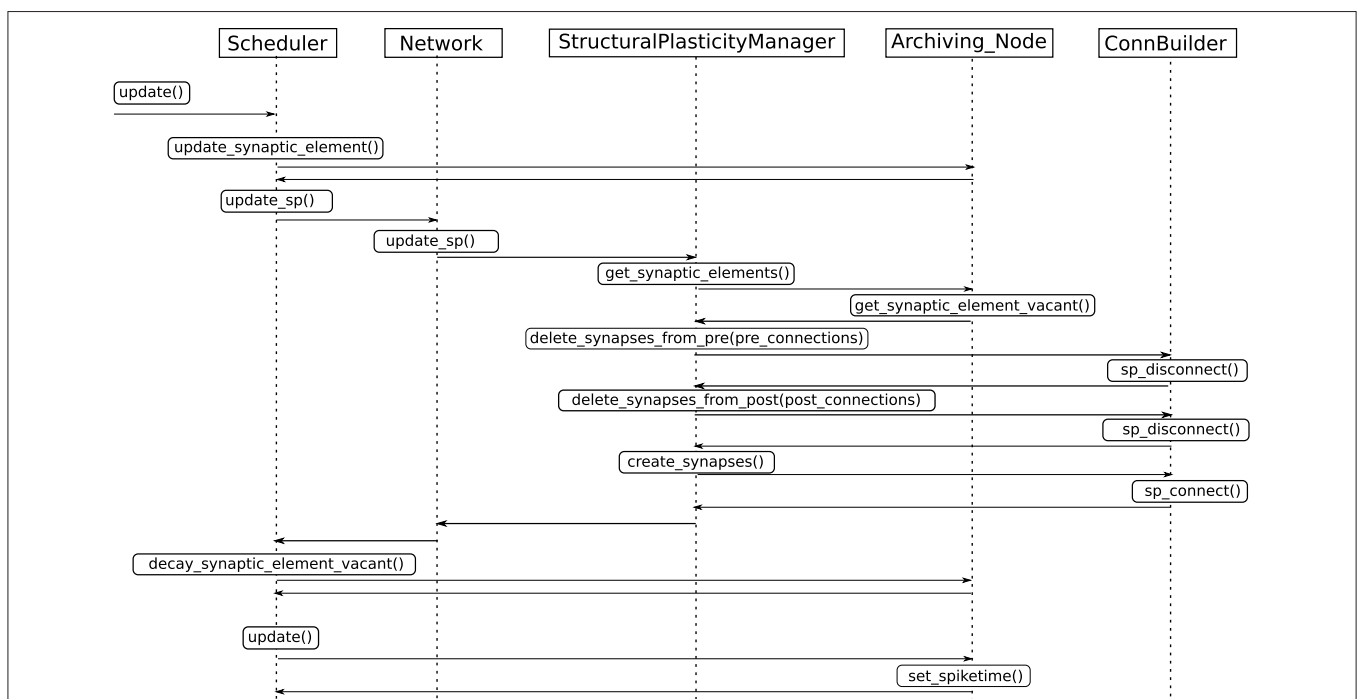 Scheduler
Network
StructuralPlasticityManager
Archiving_Node
ConnBuilder
update()
update_synaptic_element()
update_sp()
update_sp()
get_synaptic_elements()
get_synaptic_element_vacant()
delete_synapses_from_pre(pre_connections)
sp_disconnect()
delete_synapses_from_post(post_connections)
sp_disconnect()
create_synapses()
sp_connect()
decay_synaptic_element_vacant()
update()
set_spiketime()